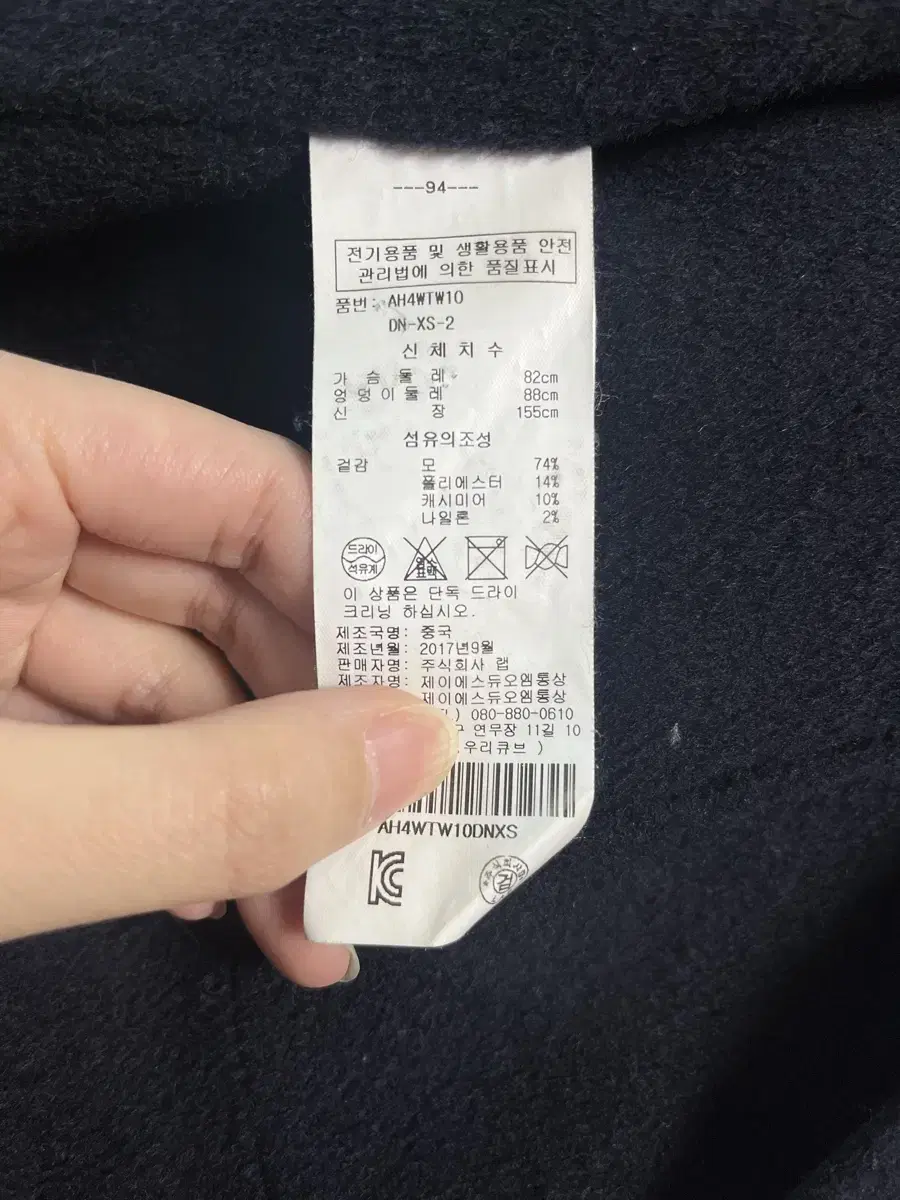 ---94---
전기용품 및 생활용품 안전
관리법에 의한 품질표시
품번: AH4WTW10
DN-XS-2
신 체 치 수
가 슴 둘 레 82cm
엉 덩 이 둘 레 88cm
신 장 155cm
섬유의조성
겉감 모 74%
폴리에스터 14%
캐시미어 10%
나일론 2%
드라이
석유계
염소
표백
이 상품은 단독 드라이
크리닝 하십시오.
제조국명: 중국
제조년월: 2017년9월
판매자명: 주식회사 랩
제조자명: 제이에스듀오엠통상
제이에스듀오엠통상
) 080-880-0610
구 연무장 11길 10
우리큐브 )
AH4WTW10DNXS
검